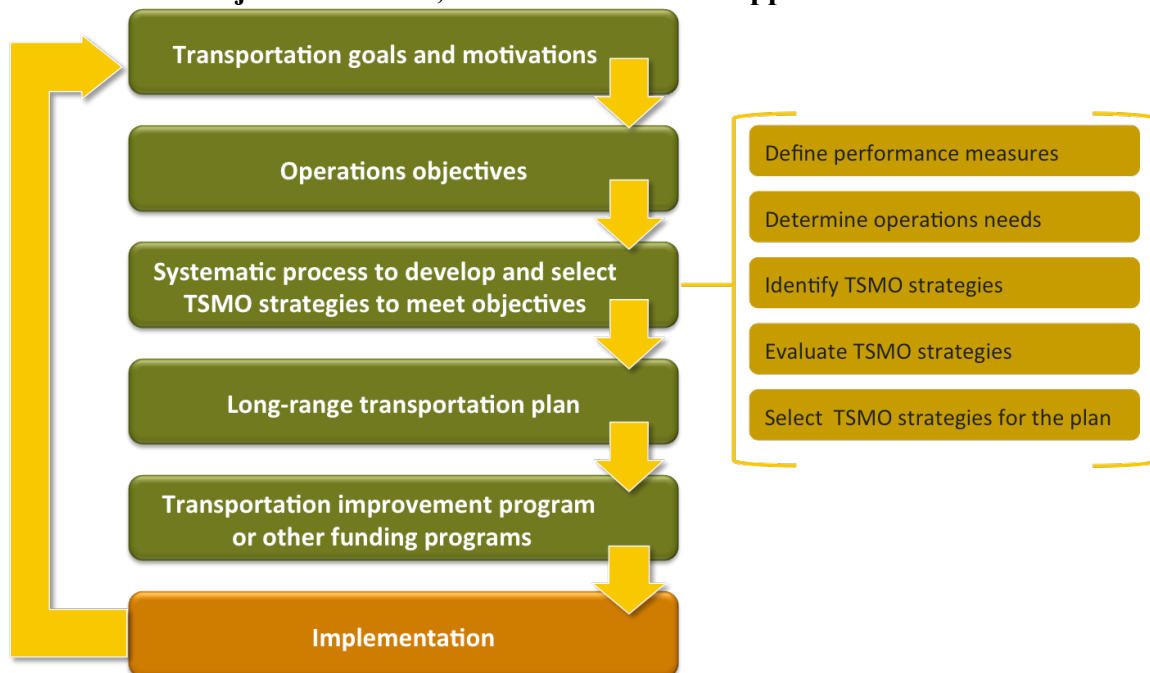 Transportation goals and motivations
Operations objectives
Systematic process to develop and select
TSMO strategies to meet objectives
Long-range transportation plan
Transportation improvement program
or other funding programs
Implementation
Define performance measures
Determine operations needs
Identify TSMO strategies
Evaluate TSMO strategies
Select TSMO strategies for the plan